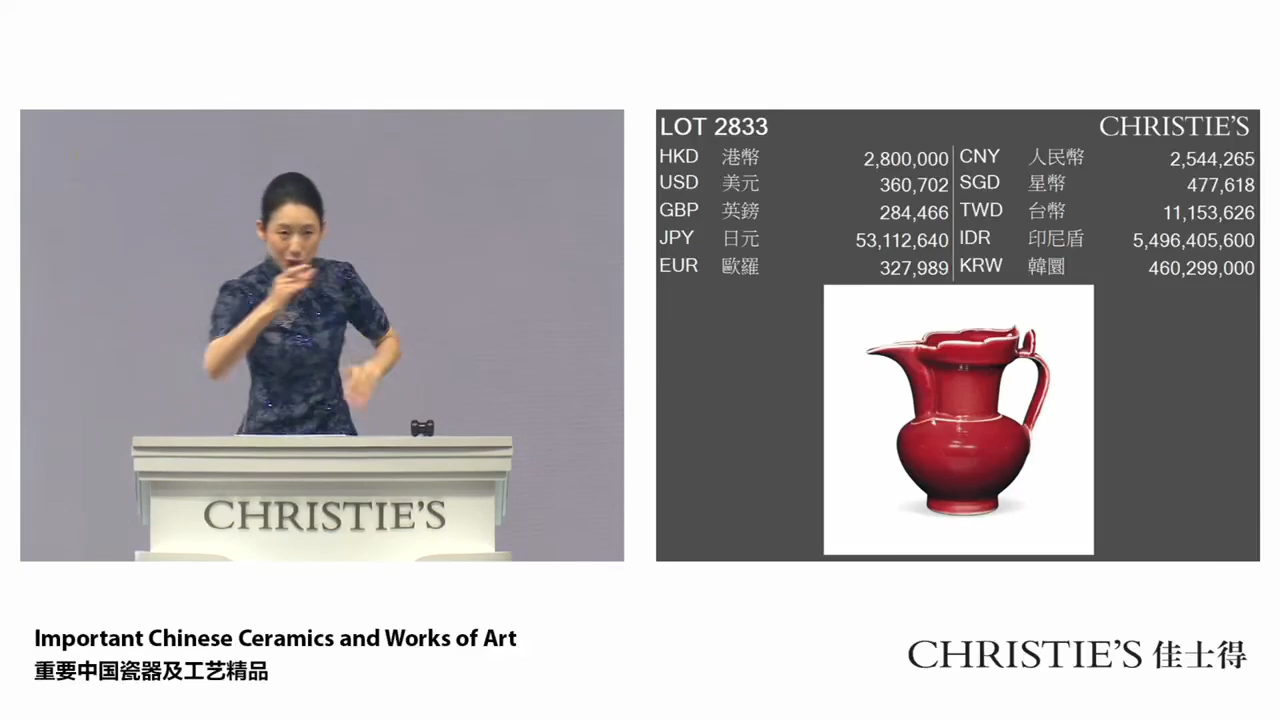 CHRISTIE'S
LOT 2833
CHRISTIE'S
HKD 港幣 2,800,000 CNY 人民幣 2,544,265
USD 美元 360,702 SGD 星幣 477,618
GBP 英鎊 284,466 TWD 台幣 11,153,626
JPY 日元 53,112,640 IDR 印尼盾 5,496,405,600
EUR 歐羅 327,989 KRW 韓圜 460,299,000
Important Chinese Ceramics and Works of Art
重要中国瓷器及工艺精品
CHRISTIE'S 佳士得